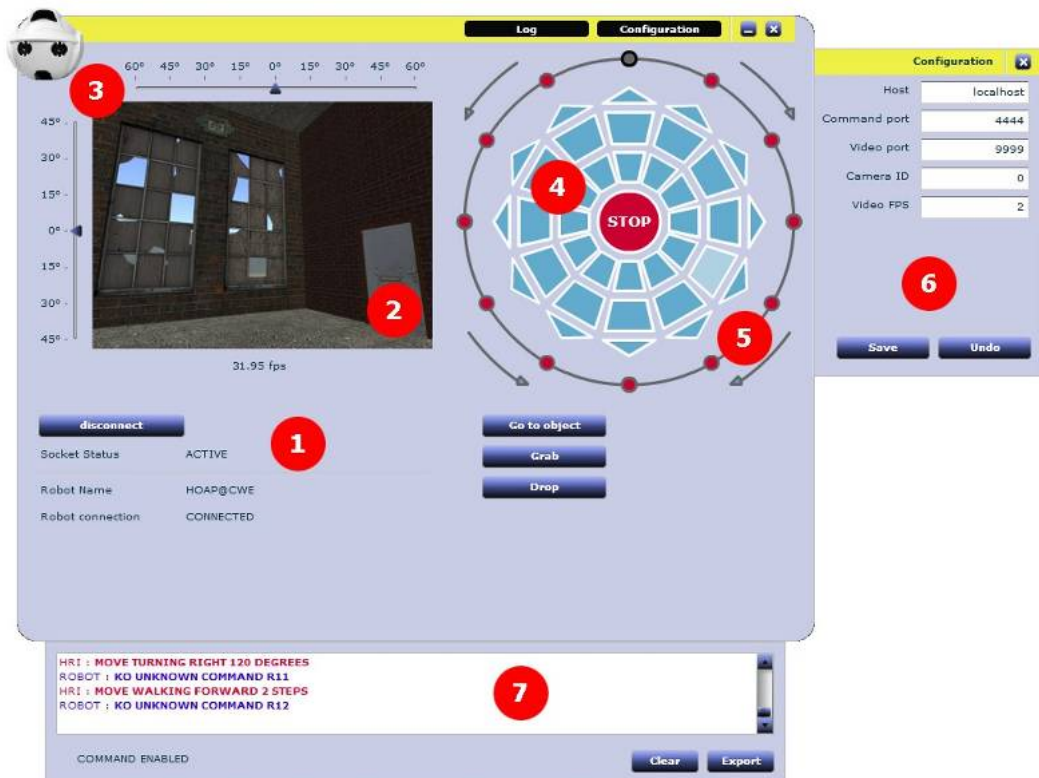 Log Configuration
60° 45° 30° 15° 0° 15° 30° 45° 60°
3
45°
30°
15°
0°
15°
30°
45°
2
31.95 fps
4
STOP
5
disconnect
1
Socket Status ACTIVE
Robot Name HOAP@CWE
Robot connection CONNECTED
Go to object
Grab
Drop
Configuration
Host localhost
Command port 4444
Video port 9999
Camera ID 0
Video FPS 2
6
Save Undo
HRI : MOVE TURNING RIGHT 120 DEGREES
ROBOT : KO UNKNOWN COMMAND R11
HRI : MOVE WALKING FORWARD 2 STEPS
ROBOT : KO UNKNOWN COMMAND R12
7
COMMAND ENABLED Clear Export